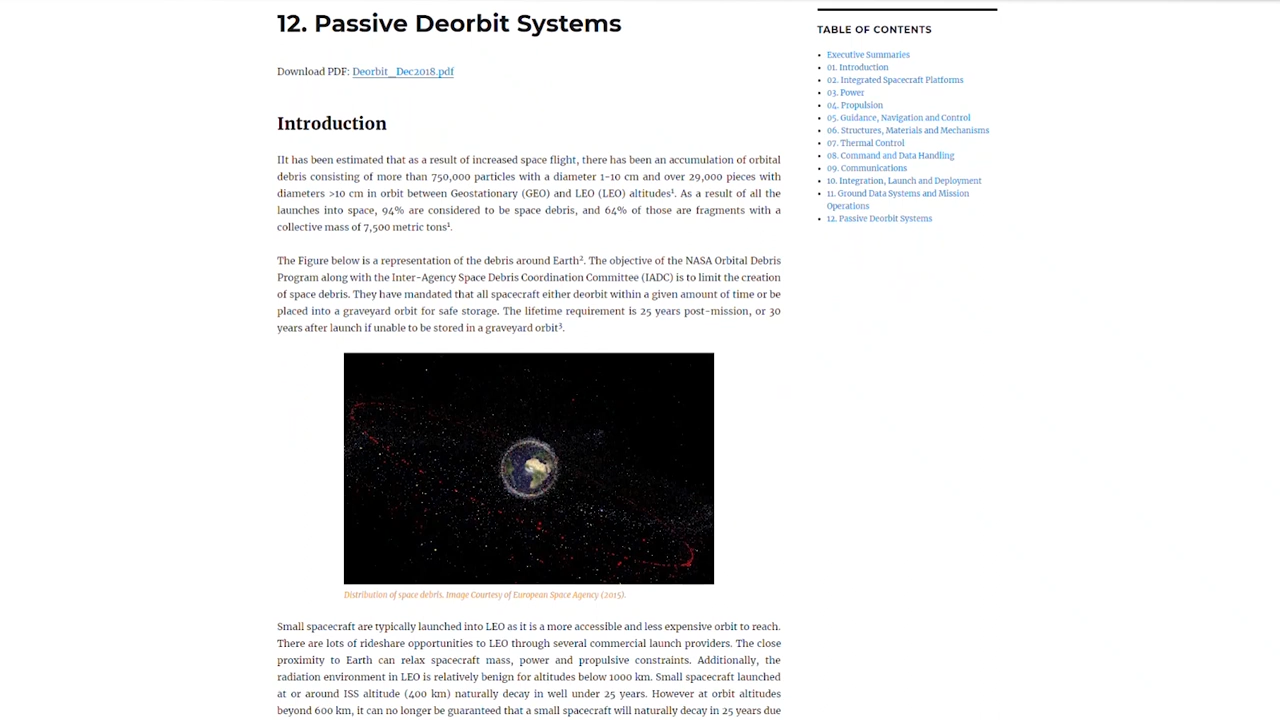 12. Passive Deorbit Systems
Download PDF: Deorbit_Dec2018.pdf
Introduction
IIt has been estimated that as a result of increased space flight, there has been an accumulation of orbital
debris consisting of more than 750,000 particles with a diameter 1-10 cm and over 29,000 pieces with
diameters >10 cm in orbit between Geostationary (GEO) and LEO (LEO) altitudes¹. As a result of all the
launches into space, 94% are considered to be space debris, and 64% of those are fragments with a
collective mass of 7,500 metric tons¹.
The Figure below is a representation of the debris around Earth². The objective of the NASA Orbital Debris
Program along with the Inter-Agency Space Debris Coordination Committee (IADC) is to limit the creation
of space debris. They have mandated that all spacecraft either deorbit within a given amount of time or be
placed into a graveyard orbit for safe storage. The lifetime requirement is 25 years post-mission, or 30
years after launch if unable to be stored in a graveyard orbit³.
Distribution of space debris. Image Courtesy of European Space Agency (2015).
Small spacecraft are typically launched into LEO as it is a more accessible and less expensive orbit to reach.
There are lots of rideshare opportunities to LEO through several commercial launch providers. The close
proximity to Earth can relax spacecraft mass, power and propulsive constraints. Additionally, the
radiation environment in LEO is relatively benign for altitudes below 1000 km. Small spacecraft launched
at or around ISS altitude (400 km) naturally decay in well under 25 years. However at orbit altitudes
beyond 600 km, it can no longer be guaranteed that a small spacecraft will naturally decay in 25 years due
TABLE OF CONTENTS
Executive Summaries
01. Introduction
02. Integrated Spacecraft Platforms
03. Power
04. Propulsion
05. Guidance, Navigation and Control
06. Structures, Materials and Mechanisms
07. Thermal Control
08. Command and Data Handling
09. Communications
10. Integration, Launch and Deployment
11. Ground Data Systems and Mission
Operations
12. Passive Deorbit Systems